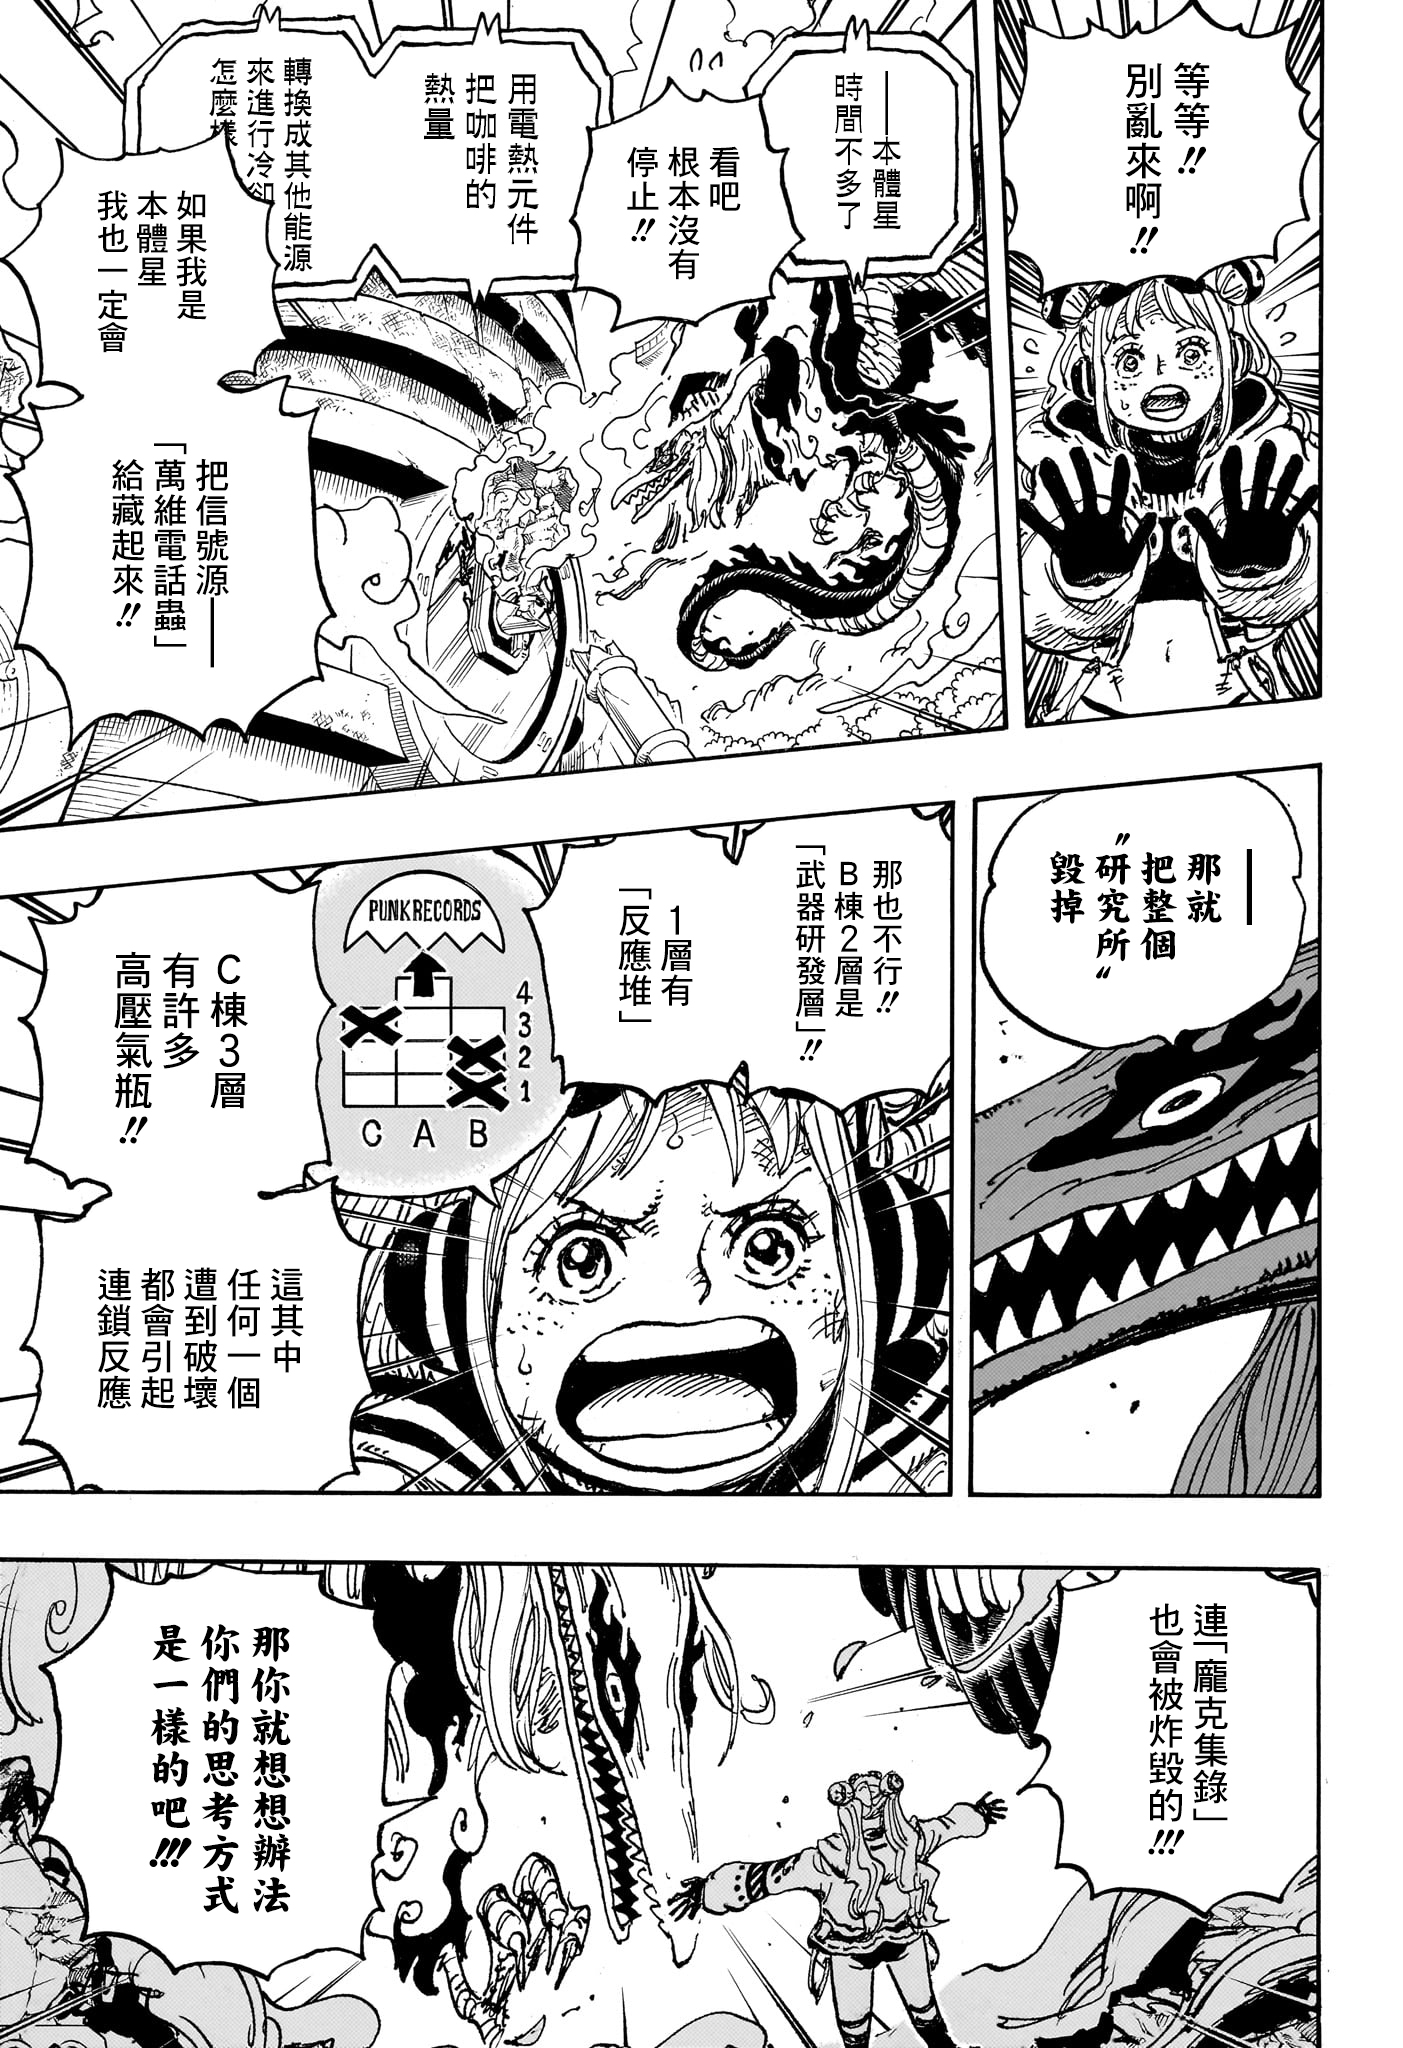 等等!!
別亂來啊!!
——本體星
時間不多了
看吧
根本沒有
停止!!
用電熱元件
把咖啡的
熱量
轉換成其他能源
來進行冷卻
怎麼樣
如果我是
本體星
我也一定會
把信號源——
「萬維電話蟲」
給藏起來!!
——
那就
把整個
〝研究所〞
毀掉
那也不行!!
B棟2層是
「武器研發層」!!
1層有
「反應堆」
PUNK RECORDS
4
3
2
1
C A B
C棟3層
有許多
高壓氣瓶!!
這其中
任何一個
遭到破壞
都會引起
連鎖反應
連「龐克集錄」
也會被炸毀的!!!
那你就想想辦法
你們的思考方式
是一樣的吧!!!